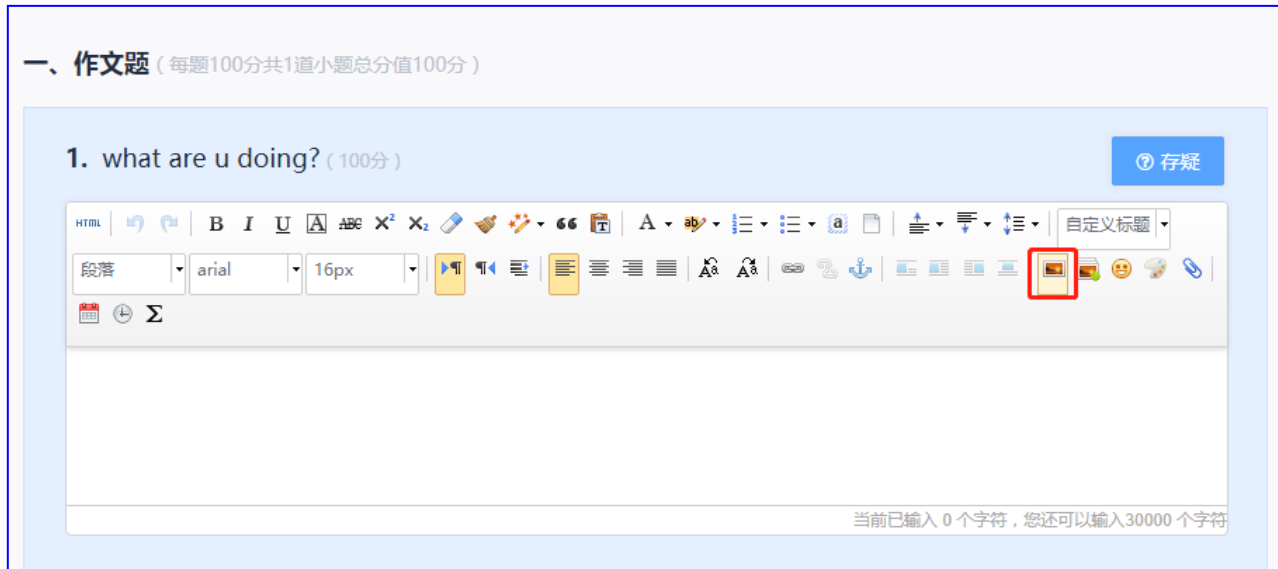 一、作文题（每题100分共1道小题总分值100分）
1. what are u doing?（100分）
存疑
HTML B I U A ABC X² X₂ A a 自定义标题
段落 arial 16px Aa Aa
Σ
当前已输入 0 个字符，您还可以输入30000 个字符